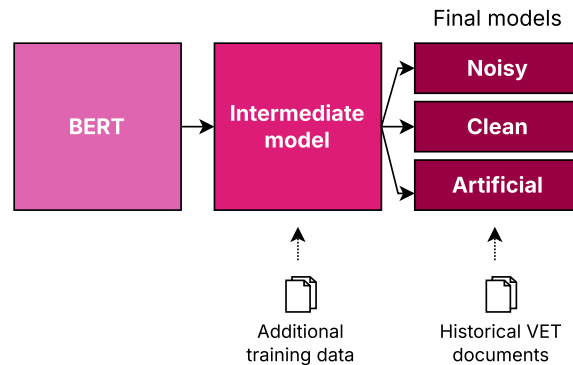 Final models
BERT
Intermediate
model
Noisy
Clean
Artificial
Additional
training data
Historical VET
documents